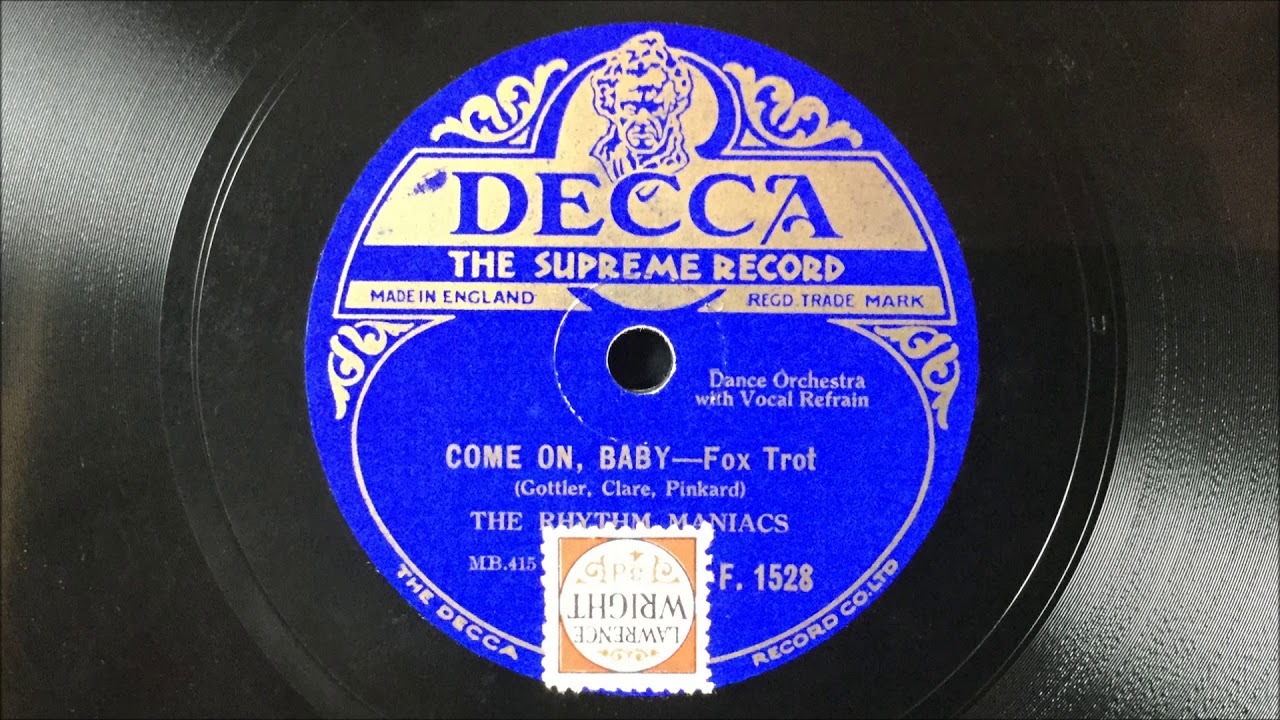 DECCA
THE SUPREME RECORD
MADE IN ENGLAND
REGD. TRADE MARK
Dance Orchestra
with Vocal Refrain
COME ON, BABY—Fox Trot
(Gottler, Clare, Pinkard)
THE RHYTHM MANIACS
MB.415
F. 1528
LAWRENCE
WRIGHT
P3
THE DECCA
RECORD CO. LTD